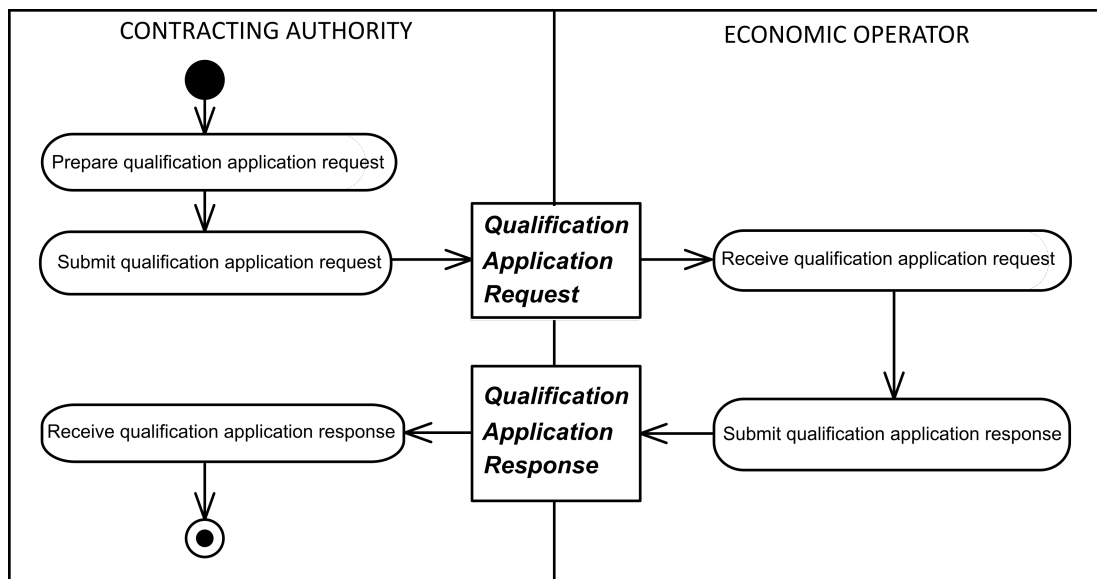 CONTRACTING AUTHORITY
ECONOMIC OPERATOR
Prepare qualification application request
Submit qualification application request
Qualification
Application
Request
Receive qualification application request
Receive qualification application response
Qualification
Application
Response
Submit qualification application response